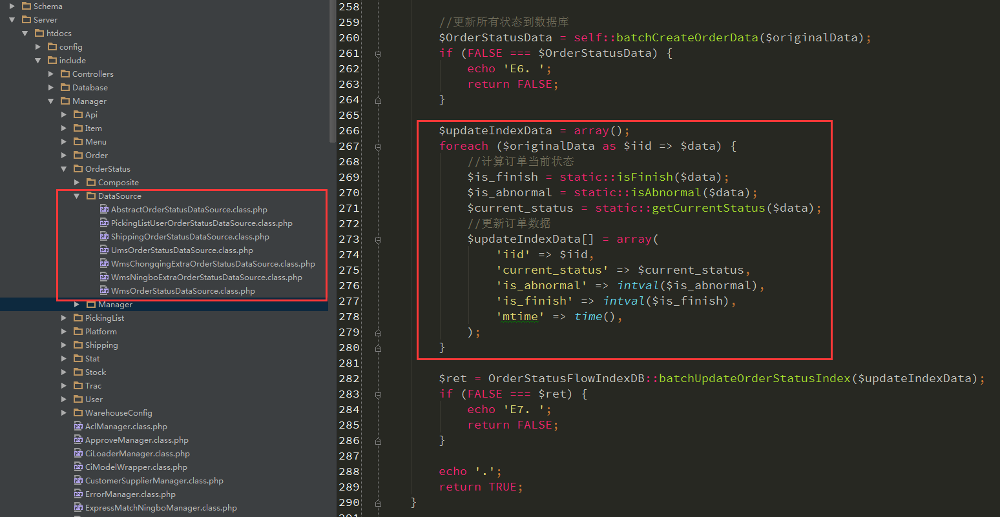 Schema
Server
htdocs
config
include
Controllers
Database
Manager
Api
Item
Menu
Order
OrderStatus
Composite
DataSource
AbstractOrderStatusDataSource.class.php
PickingListUserOrderStatusDataSource.class.php
ShippingOrderStatusDataSource.class.php
UmsOrderStatusDataSource.class.php
WmsChongqingExtraOrderStatusDataSource.class.php
WmsNingboExtraOrderStatusDataSource.class.php
WmsOrderStatusDataSource.class.php
Manager
PickingList
Platform
Shipping
Stat
Stock
Trac
User
WarehouseConfig
AclManager.class.php
ApproveManager.class.php
CiLoaderManager.class.php
CiModelWrapper.class.php
CustomerSupplierManager.class.php
ErrorManager.class.php
ExpressMatchNingboManager.class.php
258
259 //更新所有状态到数据库
260 $OrderStatusData = self::batchCreateOrderData($originalData);
261 if (FALSE === $OrderStatusData) {
262 echo 'E6. ';
263 return FALSE;
264 }
265
266 $updateIndexData = array();
267 foreach ($originalData as $iid => $data) {
268 //计算订单当前状态
269 $is_finish = static::isFinish($data);
270 $is_abnormal = static::isAbnormal($data);
271 $current_status = static::getCurrentStatus($data);
272 //更新订单数据
273 $updateIndexData[] = array(
274 'iid' => $iid,
275 'current_status' => $current_status,
276 'is_abnormal' => intval($is_abnormal),
277 'is_finish' => intval($is_finish),
278 'mtime' => time(),
279 );
280 }
281
282 $ret = OrderStatusFlowIndexDB::batchUpdateOrderStatusIndex($updateIndexData);
283 if (FALSE === $ret) {
284 echo 'E7. ';
285 return FALSE;
286 }
287
288 echo '.';
289 return TRUE;
290 }